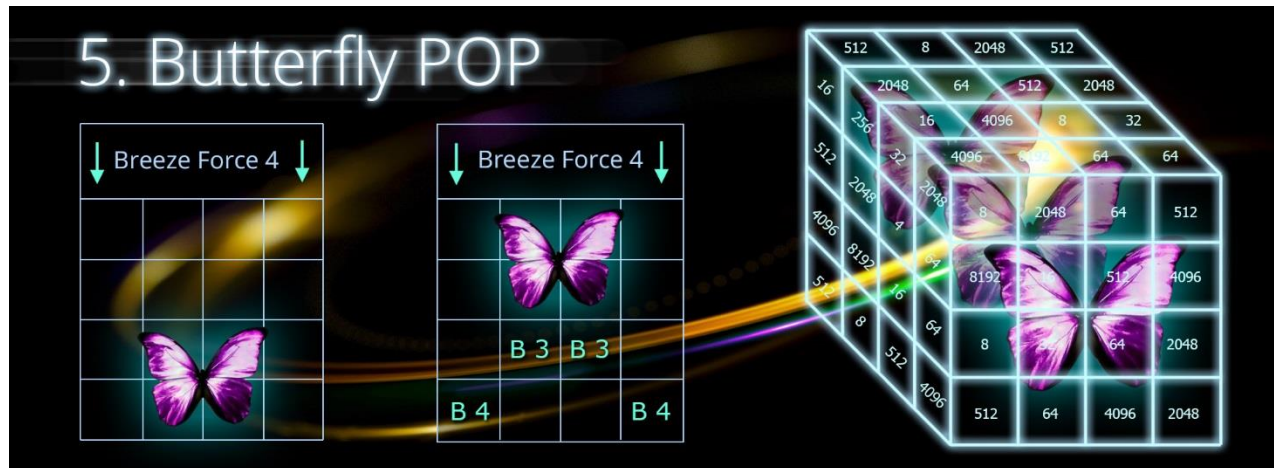 5. Butterfly POP
Breeze Force 4
Breeze Force 4
B 3 B 3
B 4 B 4
512 8 2048 512
2048 64 512 2048
16 4096 8 32
4096 8192 64 64
16 256 32 2048
512 2048 4 64
4096 8192 16 64
512 8 512 4096
8 2048 64 512
8192 16 512 4096
8 64 2048
512 64 4096 2048